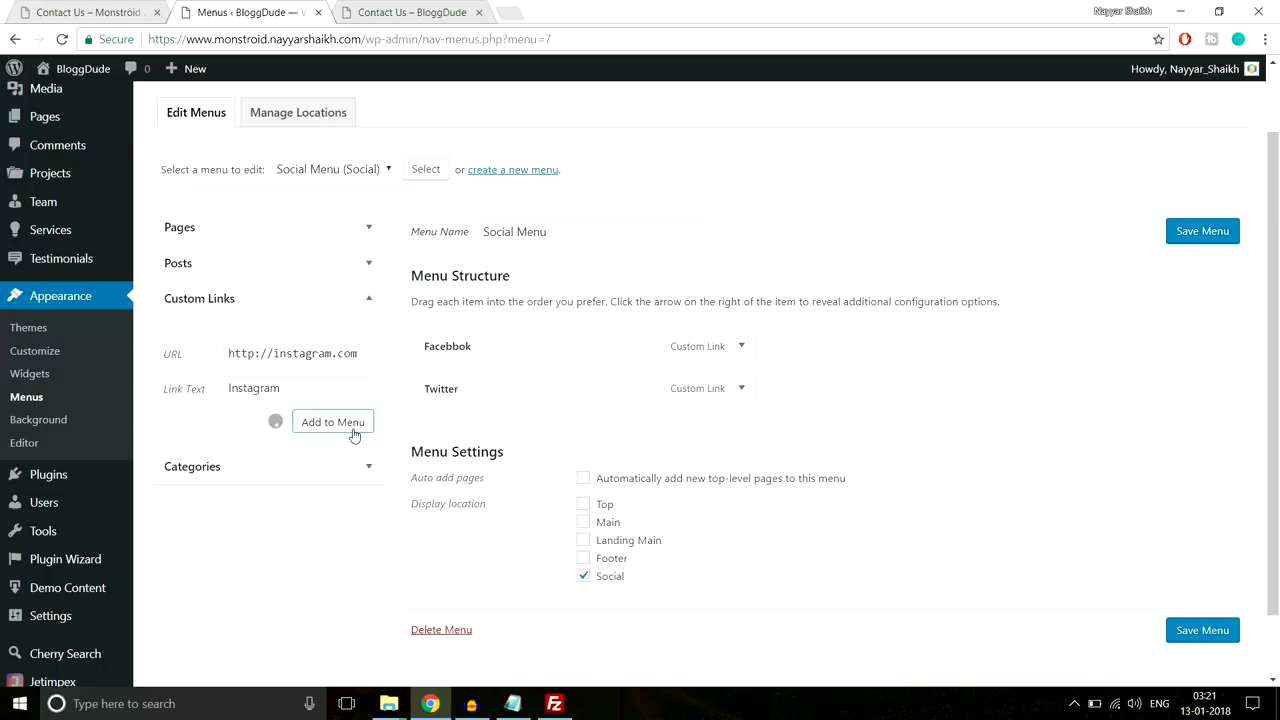 Contact Us – Monstroid
Menus ‹ BloggDude — V
Contact Us – BloggDude
Nayyar Shaikh
Secure
https://www.monstroid.nayyarshaikh.com/wp-admin/nav-menus.php?menu=7
BloggDude
0
New
Howdy, Nayyar_Shaikh
Media
Pages
Comments
Projects
Team
Services
Testimonials
Appearance
Themes
Customize
Widgets
Menus
Background
Editor
Plugins
Users
Tools
Plugin Wizard
Demo Content
Settings
Cherry Search
Jetimpex
Edit Menus
Manage Locations
Select a menu to edit: Social Menu (Social) Select or create a new menu.
Pages
Posts
Custom Links
URL http://instagram.com
Link Text Instagram
Add to Menu
Categories
Menu Name Social Menu
Save Menu
Menu Structure
Drag each item into the order you prefer. Click the arrow on the right of the item to reveal additional configuration options.
Facebbok Custom Link
Twitter Custom Link
Menu Settings
Auto add pages Automatically add new top-level pages to this menu
Display location Top
Main
Landing Main
Footer
Social
Delete Menu
Save Menu
Type here to search
ENG
03:21
13-01-2018